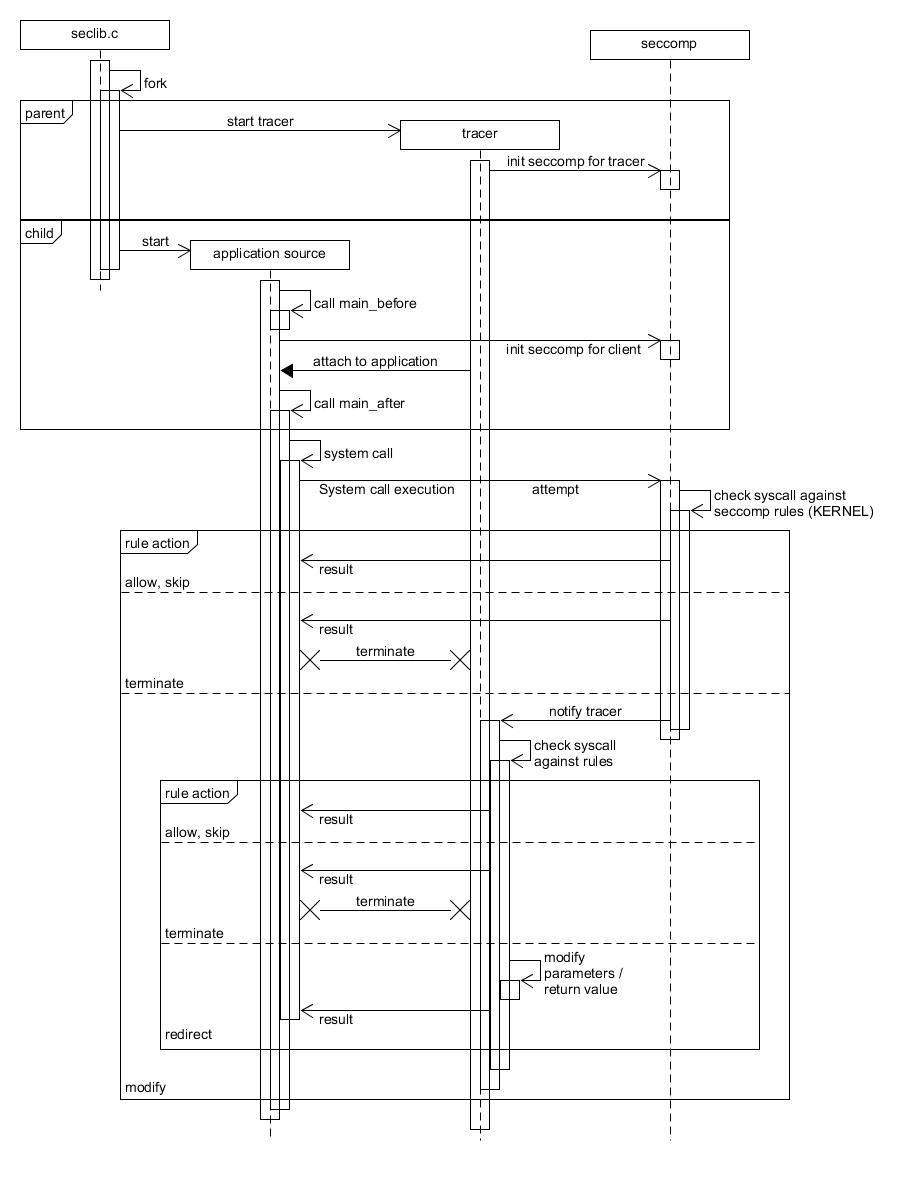 seclib.c
seccomp
fork
parent
start tracer
tracer
init seccomp for tracer
child
start
application source
call main_before
init seccomp for client
attach to application
call main_after
system call
System call execution attempt
check syscall against
seccomp rules (KERNEL)
rule action
result
allow, skip
result
terminate
terminate
notify tracer
check syscall
against rules
rule action
result
allow, skip
result
terminate
terminate
modify
parameters /
return value
result
redirect
modify